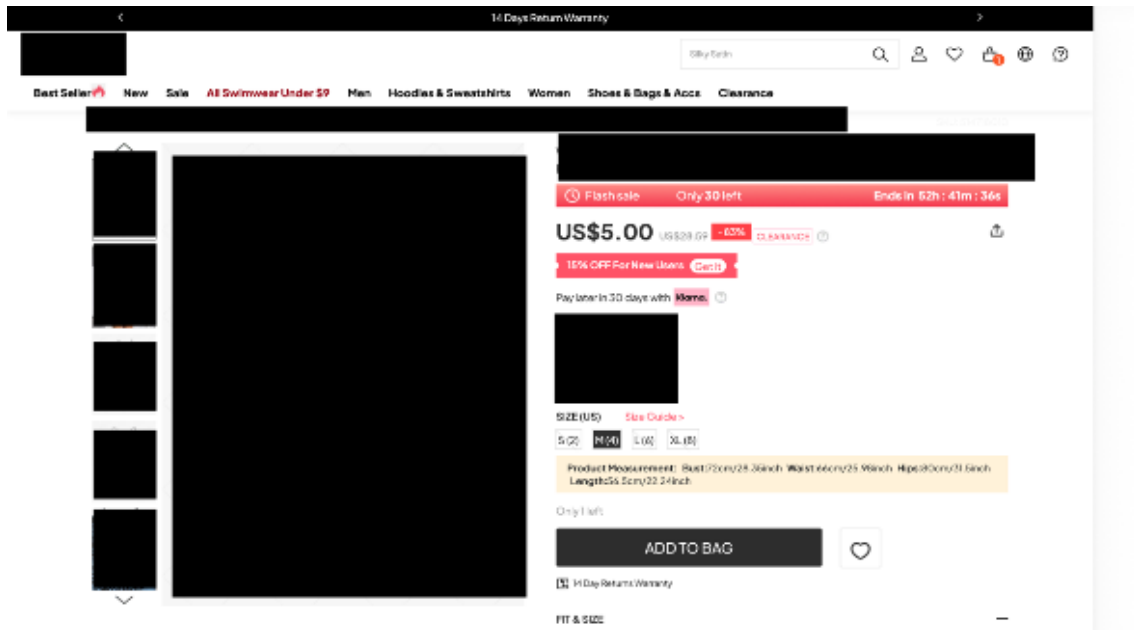 14 Days Return Warranty
Silky Satin
1
Best Seller New Sale All Swimwear Under $9 Men Hoodies & Sweatshirts Women Shoes & Bags & Accs Clearance
Flash sale Only 30 left Ends in 52h : 41m : 36s
US$5.00 -83% CLEARANCE
15% OFF For New Users Get It
Pay later in 30 days with Klarna.
SIZE (US) Size Guide >
S (2) M (4) L (6) XL (8)
Product Measurement: Bust:72cm/28.35inch Waist:66cm/25.98inch Hips:80cm/31.5inch
Length:56.5cm/22.24inch
Only 1 left
ADD TO BAG
14 Day Returns Warranty
FIT & SIZE